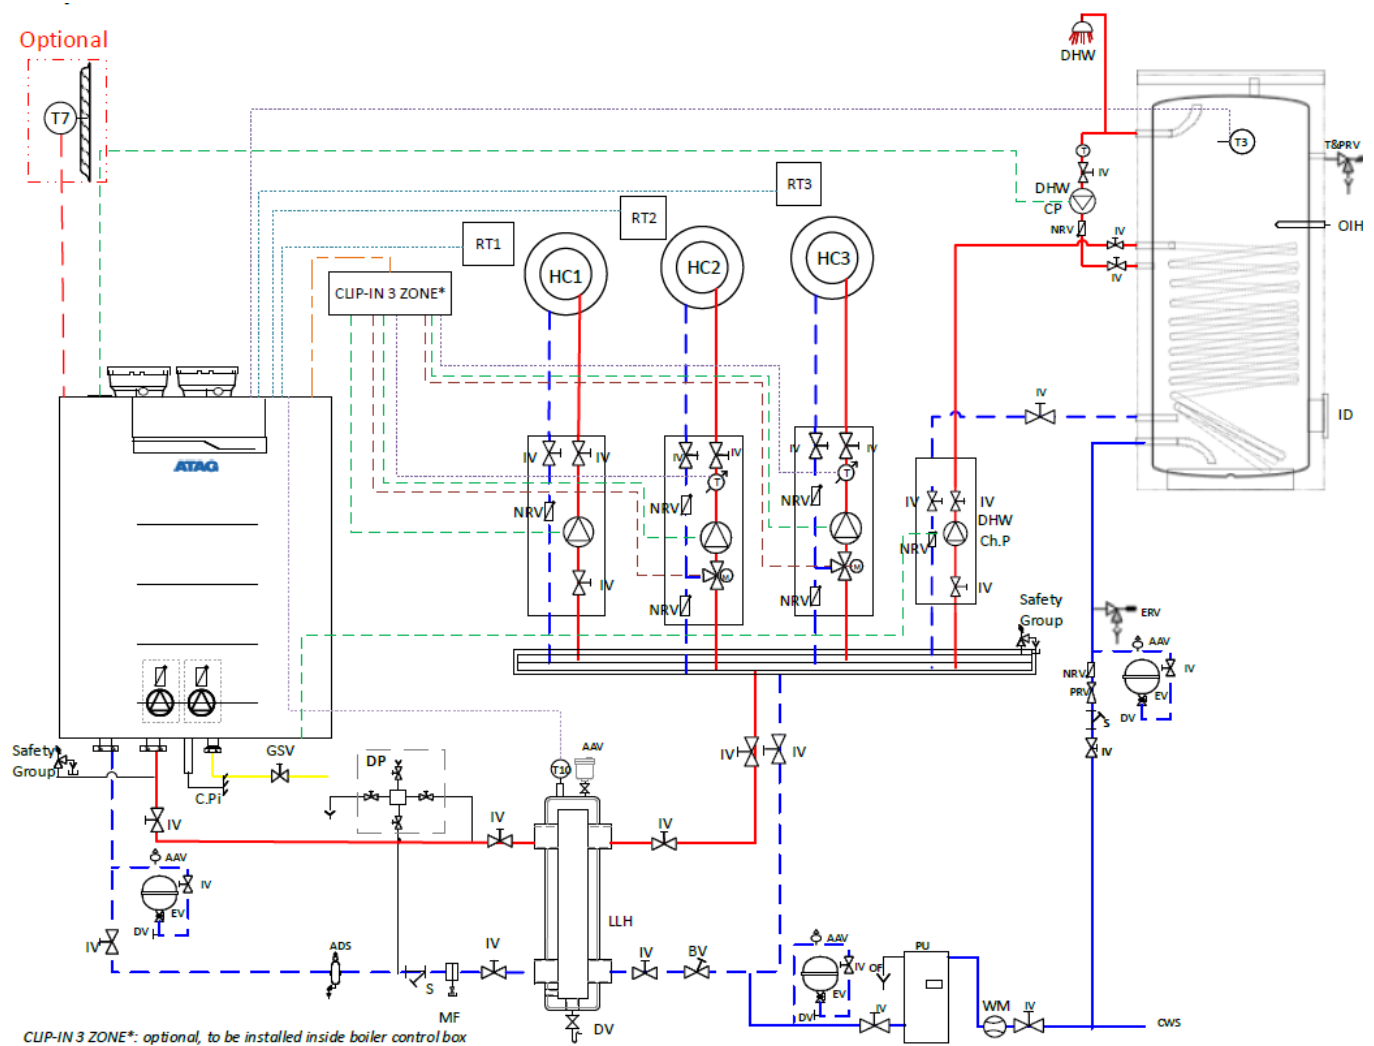 Optional
T7
DHW
T3
T&PRV
IV
DHW
CP
NRV
IV
IV
OIH
RT3
RT2
RT1
HC1
HC2
HC3
CLIP-IN 3 ZONE*
ATAG
IV
ID
IV
IV
T
IV
IV
T
IV
IV
NRV
NRV
NRV
IV
IV
DHW
Ch.P
NRV
M
M
IV
NRV
NRV
IV
Safety
Group
ERV
AAV
NRV
IV
PRV
EV
DV
S
IV
Safety
Group
GSV
C.Pi
DP
T10
AAV
IV
IV
IV
IV
IV
AAV
IV
EV
DV
IV
ADS
S
MF
IV
LLH
DV
IV
BV
AAV
IV
EV
DV
OF
IV
PU
WM
IV
CWS
CLIP-IN 3 ZONE*: optional, to be installed inside boiler control box